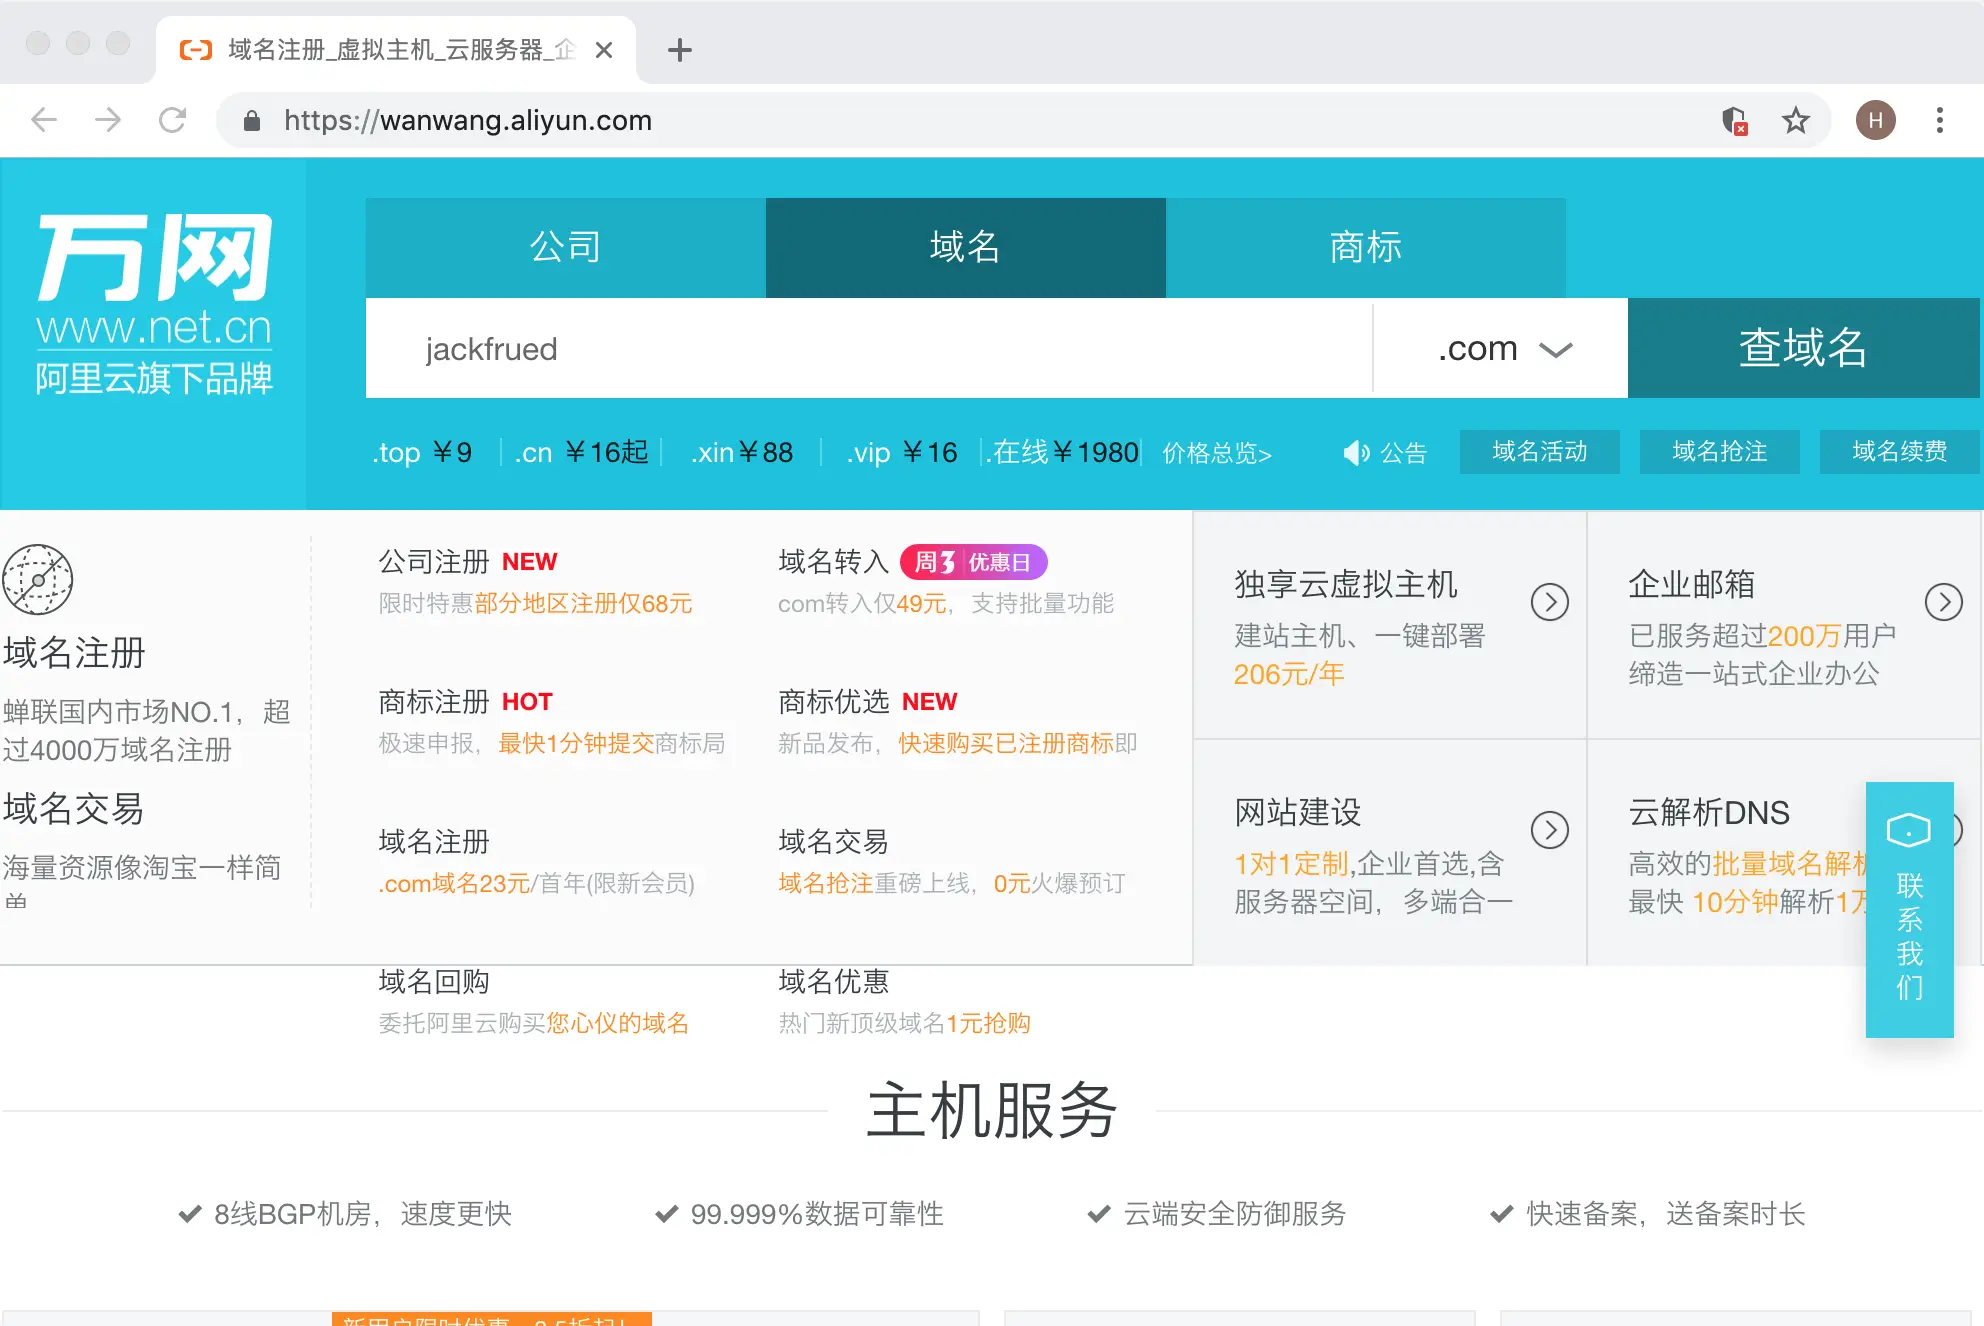 域名注册_虚拟主机_云服务器_企
https://wanwang.aliyun.com
H
万网
www.net.cn
阿里云旗下品牌
公司
域名
商标
jackfrued
.com
查域名
.top ￥9
.cn ￥16起
.xin￥88
.vip ￥16
.在线￥1980
价格总览>
公告
域名活动
域名抢注
域名续费
域名注册
蝉联国内市场NO.1，超
过4000万域名注册
域名交易
海量资源像淘宝一样简
公司注册 NEW
限时特惠部分地区注册仅68元
域名转入 周3 优惠日
com转入仅49元，支持批量功能
商标注册 HOT
极速申报，最快1分钟提交商标局
商标优选 NEW
新品发布，快速购买已注册商标即
域名注册
.com域名23元/首年(限新会员)
域名交易
域名抢注重磅上线，0元火爆预订
域名回购
委托阿里云购买您心仪的域名
域名优惠
热门新顶级域名1元抢购
独享云虚拟主机
建站主机、一键部署
206元/年
企业邮箱
已服务超过200万用户
缔造一站式企业办公
网站建设
1对1定制,企业首选,含
服务器空间，多端合一
云解析DNS
高效的批量域名解析
最快 10分钟解析1万
联系我们
主机服务
8线BGP机房，速度更快
99.999%数据可靠性
云端安全防御服务
快速备案，送备案时长